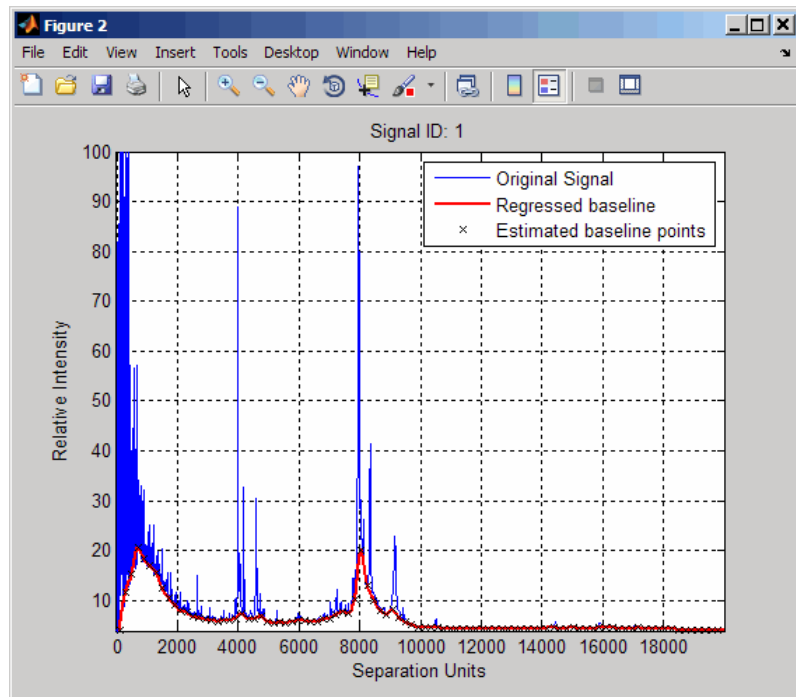 Figure 2
File Edit View Insert Tools Desktop Window Help
Signal ID: 1
100
90
80
70
60
50
40
30
20
10
Relative Intensity
Original Signal
Regressed baseline
Estimated baseline points
0 2000 4000 6000 8000 10000 12000 14000 16000 18000
Separation Units